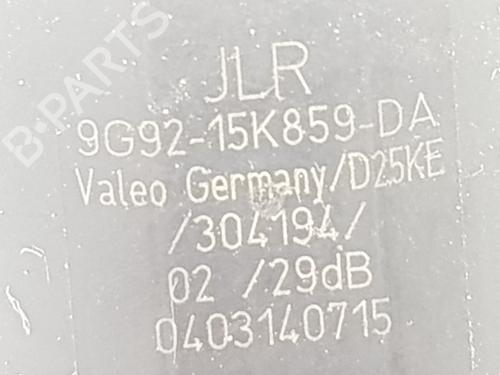 JLR
9G92-15K859-DA
Valeo Germany/D25KE
/304194/
02 /29dB
0403140715
B-PARTS